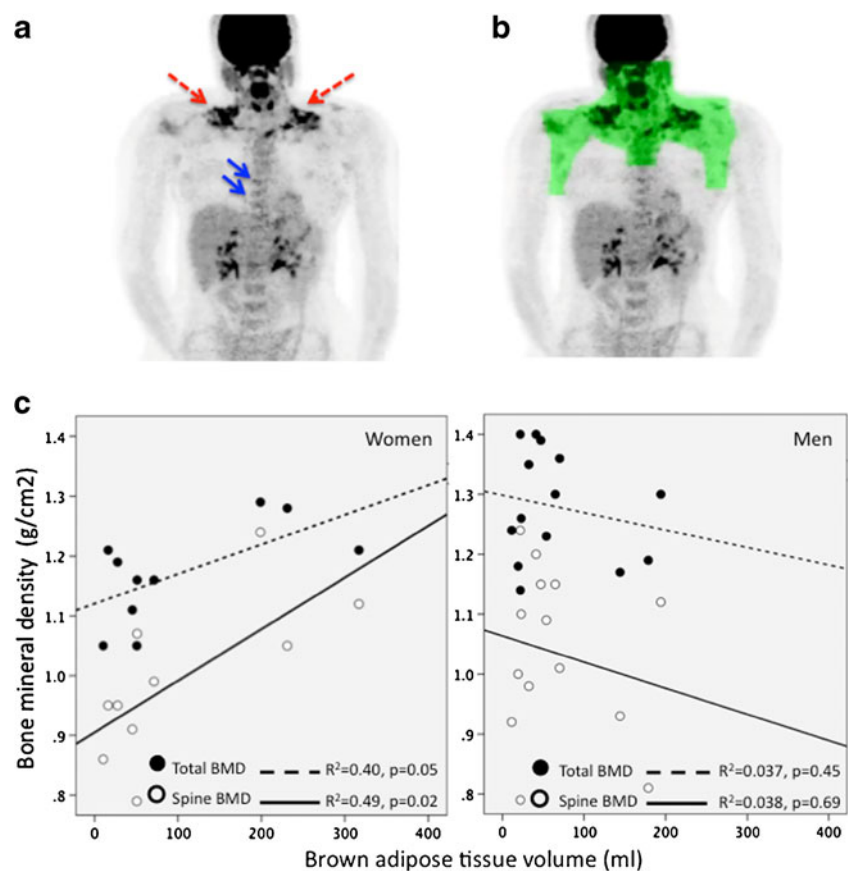 a
b
c
Bone mineral density (g/cm2)
1.4
1.3
1.2
1.1
1.0
.9
.8
Women
Total BMD R²=0.40, p=0.05
Spine BMD R²=0.49, p=0.02
0 100 200 300 400
1.4
1.3
1.2
1.1
1.0
.9
.8
Men
Total BMD R²=0.037, p=0.45
Spine BMD R²=0.038, p=0.69
0 100 200 300 400
Brown adipose tissue volume (ml)